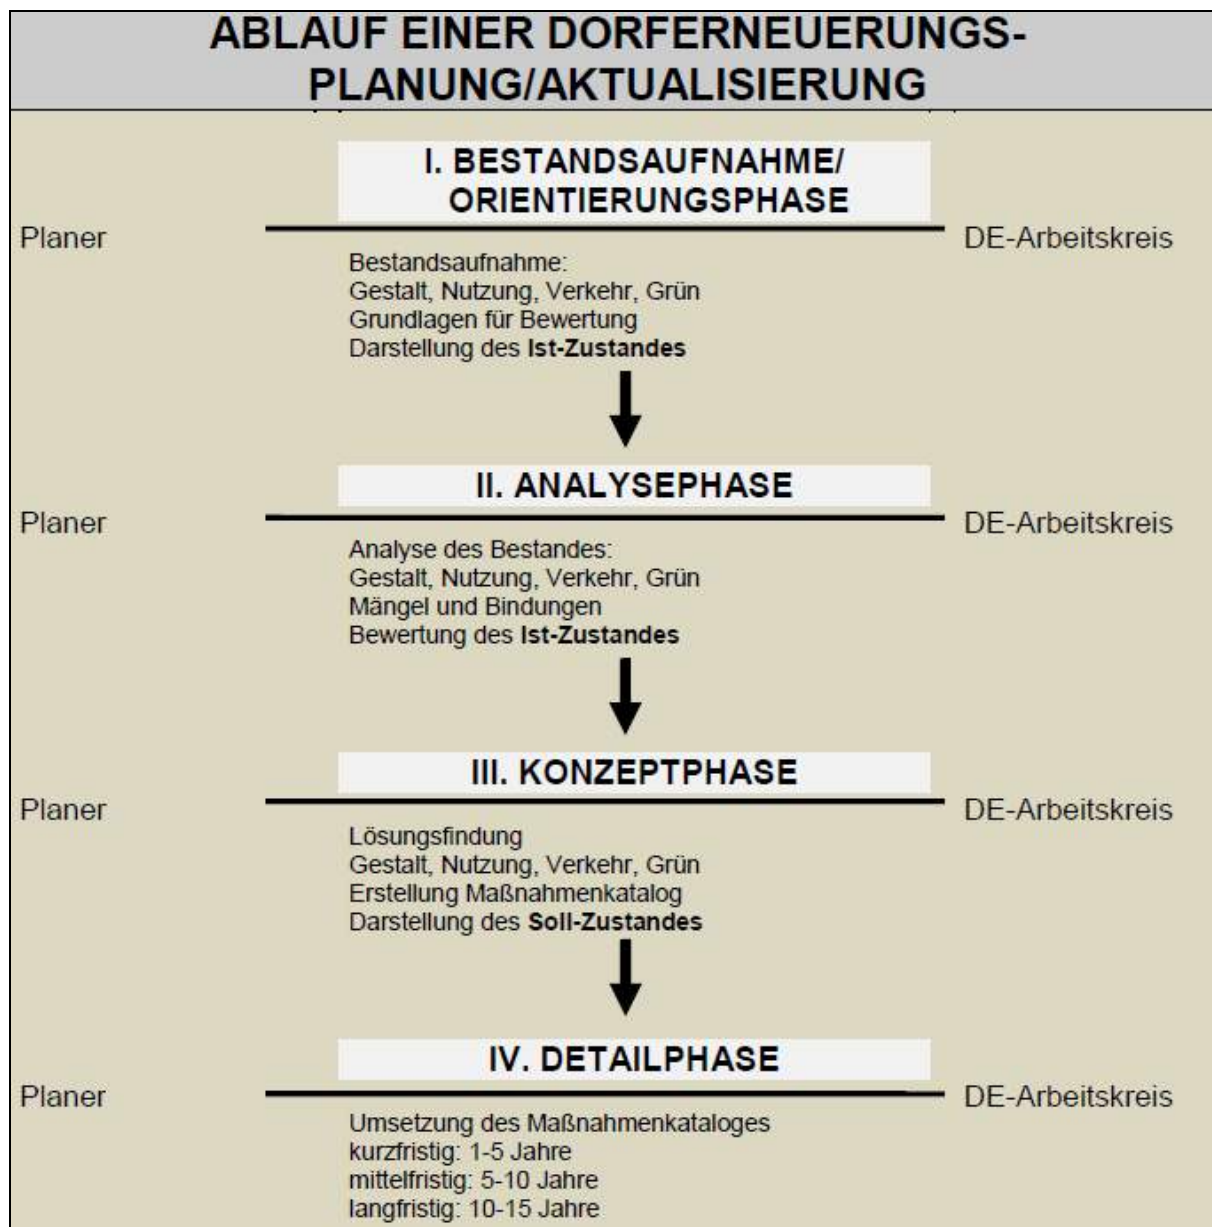 ABLAUF EINER DORFERNEUERUNGS-
PLANUNG/AKTUALISIERUNG
I. BESTANDSAUFNAHME/
ORIENTIERUNGSPHASE
Planer
DE-Arbeitskreis
Bestandsaufnahme:
Gestalt, Nutzung, Verkehr, Grün
Grundlagen für Bewertung
Darstellung des Ist-Zustandes
II. ANALYSEPHASE
Planer
DE-Arbeitskreis
Analyse des Bestandes:
Gestalt, Nutzung, Verkehr, Grün
Mängel und Bindungen
Bewertung des Ist-Zustandes
III. KONZEPTPHASE
Planer
DE-Arbeitskreis
Lösungsfindung
Gestalt, Nutzung, Verkehr, Grün
Erstellung Maßnahmenkatalog
Darstellung des Soll-Zustandes
IV. DETAILPHASE
Planer
DE-Arbeitskreis
Umsetzung des Maßnahmenkataloges
kurzfristig: 1-5 Jahre
mittelfristig: 5-10 Jahre
langfristig: 10-15 Jahre